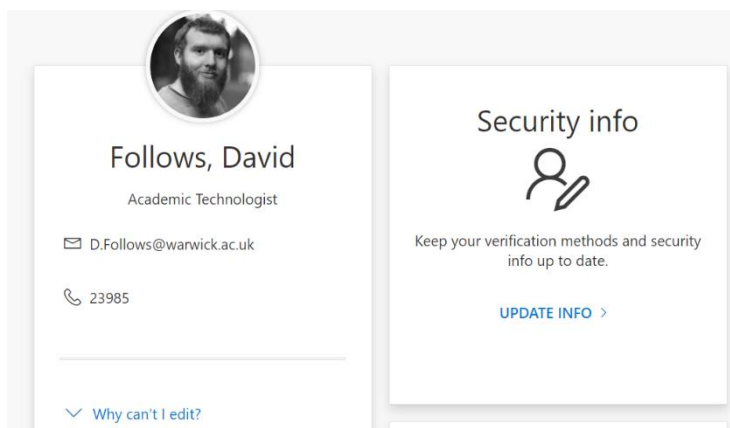 Follows, David
Academic Technologist
D.Follows@warwick.ac.uk
23985
Why can't I edit?
Security info
Keep your verification methods and security
info up to date.
UPDATE INFO >